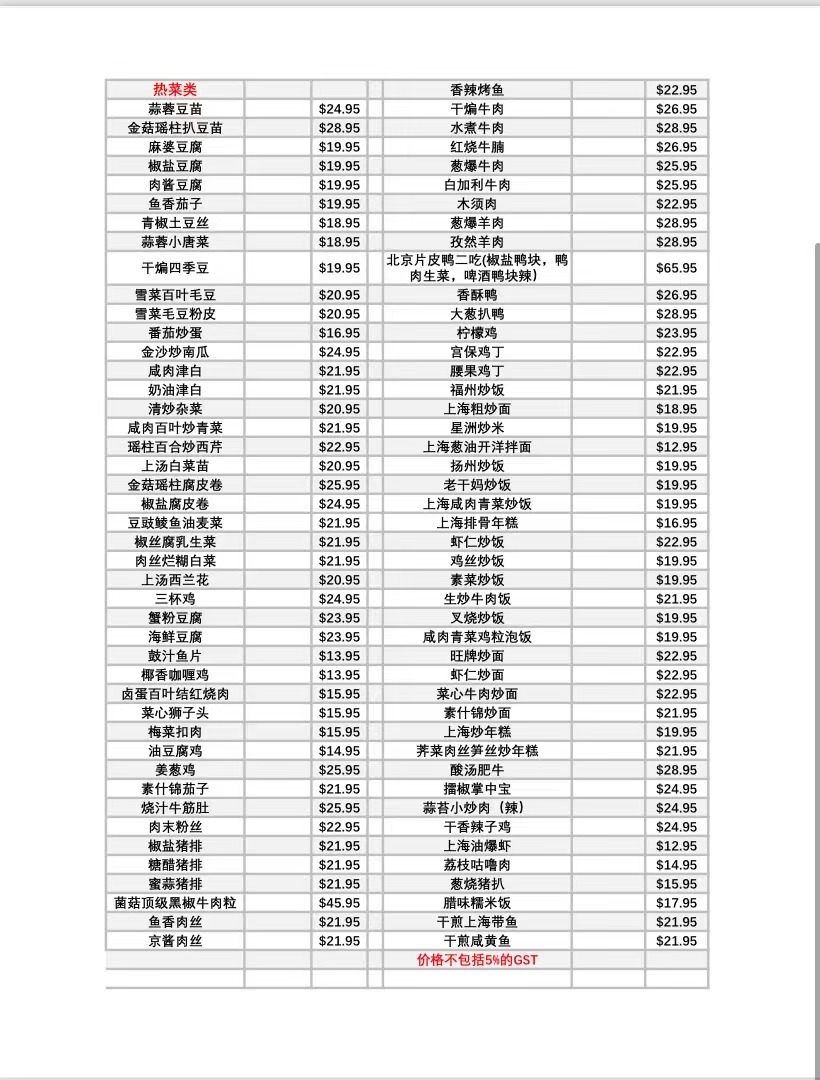 热菜类
蒜蓉豆苗 $24.95
金菇瑶柱扒豆苗 $28.95
麻婆豆腐 $19.95
椒盐豆腐 $19.95
肉酱豆腐 $19.95
鱼香茄子 $19.95
青椒土豆丝 $18.95
蒜蓉小唐菜 $18.95
干煸四季豆 $19.95
雪菜百叶毛豆 $20.95
雪菜毛豆粉皮 $20.95
番茄炒蛋 $16.95
金沙炒南瓜 $24.95
咸肉津白 $21.95
奶油津白 $21.95
清炒杂菜 $20.95
咸肉百叶炒青菜 $21.95
瑶柱百合炒西芹 $22.95
上汤白菜苗 $20.95
金菇瑶柱腐皮卷 $25.95
椒盐腐皮卷 $24.95
豆豉鲮鱼油麦菜 $21.95
椒丝腐乳生菜 $21.95
肉丝烂糊白菜 $21.95
上汤西兰花 $20.95
三杯鸡 $24.95
蟹粉豆腐 $23.95
海鲜豆腐 $23.95
鼓汁鱼片 $13.95
椰香咖喱鸡 $13.95
卤蛋百叶结红烧肉 $15.95
菜心狮子头 $15.95
梅菜扣肉 $15.95
油豆腐鸡 $14.95
姜葱鸡 $25.95
素什锦茄子 $21.95
烧汁牛筋肚 $25.95
肉末粉丝 $22.95
椒盐猪排 $21.95
糖醋猪排 $21.95
蜜蒜猪排 $21.95
菌菇顶级黑椒牛肉粒 $45.95
鱼香肉丝 $21.95
京酱肉丝 $21.95
香辣烤鱼 $22.95
干煸牛肉 $26.95
水煮牛肉 $28.95
红烧牛腩 $26.95
葱爆牛肉 $25.95
白加利牛肉 $25.95
木须肉 $22.95
葱爆羊肉 $28.95
孜然羊肉 $28.95
北京片皮鸭二吃(椒盐鸭块，鸭
肉生菜，啤酒鸭块辣） $65.95
香酥鸭 $26.95
大葱扒鸭 $28.95
柠檬鸡 $23.95
宫保鸡丁 $22.95
腰果鸡丁 $22.95
福州炒饭 $21.95
上海粗炒面 $18.95
星洲炒米 $19.95
上海葱油开洋拌面 $12.95
扬州炒饭 $19.95
老干妈炒饭 $19.95
上海咸肉青菜炒饭 $19.95
上海排骨年糕 $16.95
虾仁炒饭 $22.95
鸡丝炒饭 $19.95
素菜炒饭 $19.95
生炒牛肉饭 $21.95
叉烧炒饭 $19.95
咸肉青菜鸡粒泡饭 $19.95
旺牌炒面 $22.95
虾仁炒面 $22.95
菜心牛肉炒面 $22.95
素什锦炒面 $21.95
上海炒年糕 $19.95
荠菜肉丝笋丝炒年糕 $21.95
酸汤肥牛 $28.95
擂椒掌中宝 $24.95
蒜苔小炒肉（辣） $24.95
干香辣子鸡 $24.95
上海油爆虾 $12.95
荔枝咕噜肉 $14.95
葱烧猪扒 $15.95
腊味糯米饭 $17.95
干煎上海带鱼 $21.95
干煎咸黄鱼 $21.95
价格不包括5%的GST